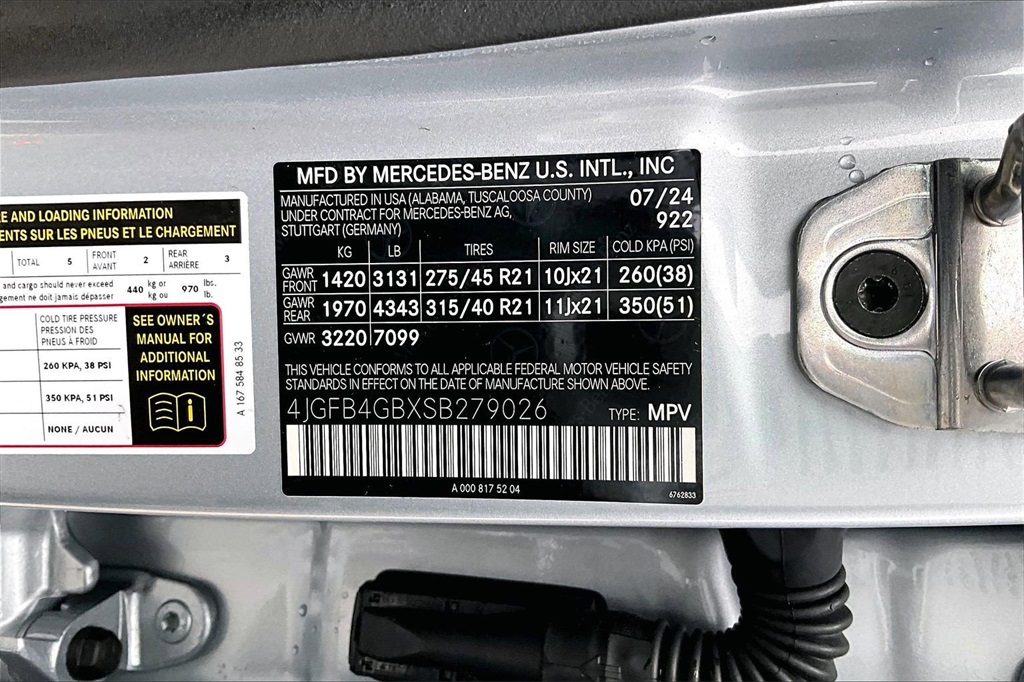 E AND LOADING INFORMATION
ENTS SUR LES PNEUS ET LE CHARGEMENT
TOTAL 5 FRONT AVANT 2 REAR ARRIÈRE 3
and cargo should never exceed 440 kg or 970 lbs.
gement ne doit jamais dépasser kg ou lb.
COLD TIRE PRESSURE
PRESSION DES
PNEUS À FROID
260 KPA, 38 PSI
350 KPA, 51 PSI
NONE / AUCUN
SEE OWNER´S
MANUAL FOR
ADDITIONAL
INFORMATION
A 167 584 85 33
MFD BY MERCEDES-BENZ U.S. INTL., INC
MANUFACTURED IN USA (ALABAMA, TUSCALOOSA COUNTY) 07/24
UNDER CONTRACT FOR MERCEDES-BENZ AG, 922
STUTTGART (GERMANY)
KG LB TIRES RIM SIZE COLD KPA (PSI)
GAWR FRONT 1420 3131 275/45 R21 10Jx21 260(38)
GAWR REAR 1970 4343 315/40 R21 11Jx21 350(51)
GVWR 3220 7099
THIS VEHICLE CONFORMS TO ALL APPLICABLE FEDERAL MOTOR VEHICLE SAFETY
STANDARDS IN EFFECT ON THE DATE OF MANUFACTURE SHOWN ABOVE.
4JGFB4GBXSB279026 TYPE: MPV
A 000 817 52 04
6762833